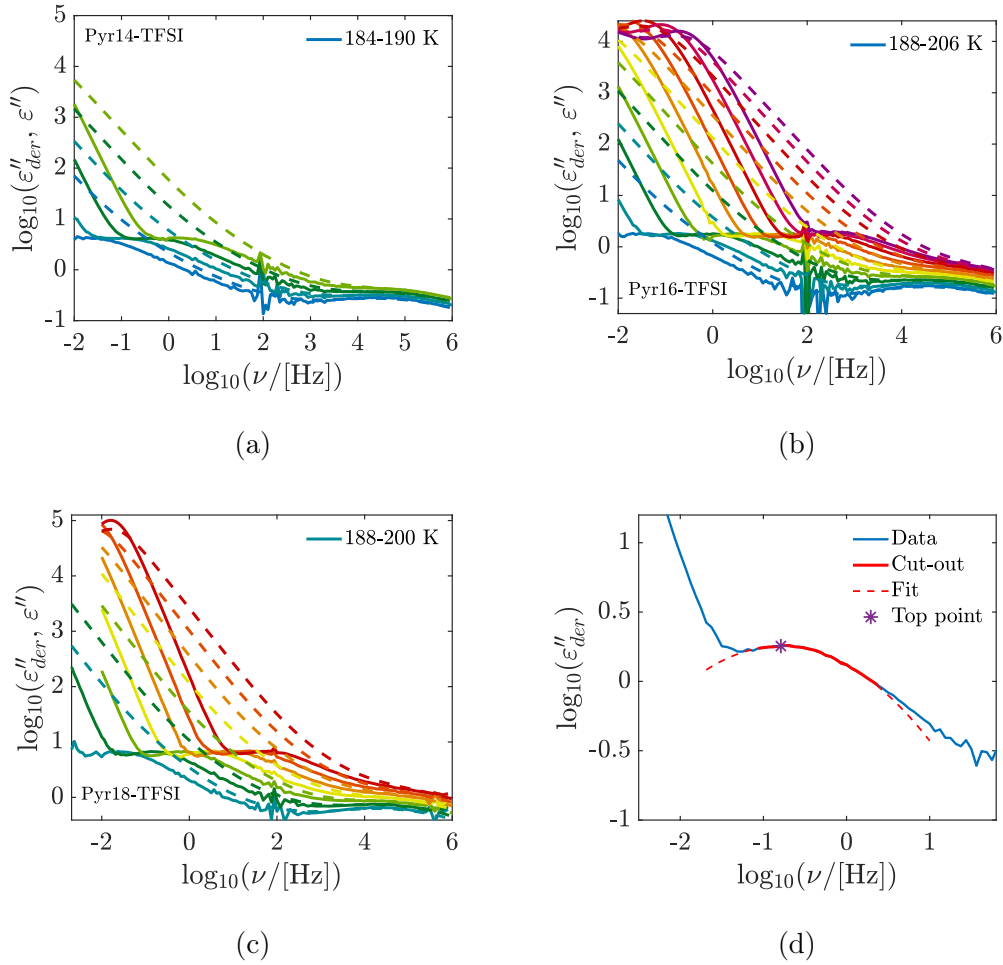 Pyr14-TFSI
184-190 K
5
4
3
2
1
0
-1
-2 -1 0 1 2 3 4 5 6
log₁₀(ε″der, ε″)
log₁₀(ν/[Hz])
(a)
188-206 K
Pyr16-TFSI
4
3
2
1
0
-1
-2 0 2 4 6
log₁₀(ε″der, ε″)
log₁₀(ν/[Hz])
(b)
188-200 K
Pyr18-TFSI
5
4
3
2
1
0
-2 0 2 4 6
log₁₀(ε″der, ε″)
log₁₀(ν/[Hz])
(c)
Data
Cut-out
Fit
Top point
1
0.5
0
-0.5
-1
-2 -1 0 1
log₁₀(ε″der)
log₁₀(ν/[Hz])
(d)